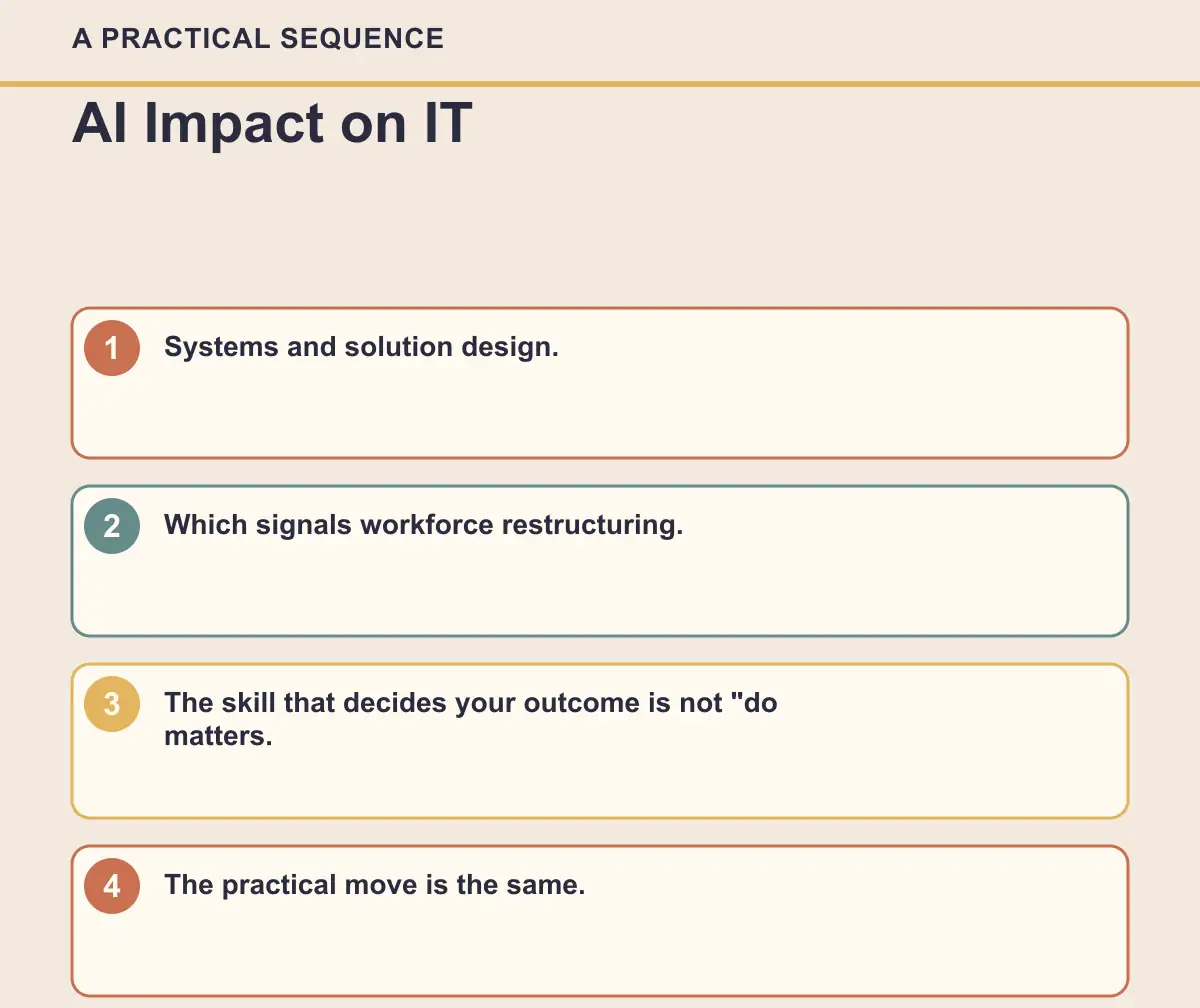 A PRACTICAL SEQUENCE
AI Impact on IT
1
Systems and solution design.
2
Which signals workforce restructuring.
3
The skill that decides your outcome is not "do
matters.
4
The practical move is the same.